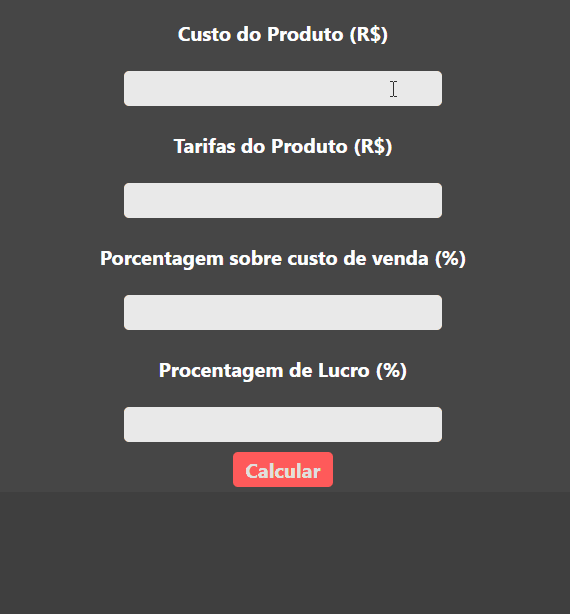 Custo do Produto (R$)
Tarifas do Produto (R$)
Porcentagem sobre custo de venda (%)
Procentagem de Lucro (%)
Calcular